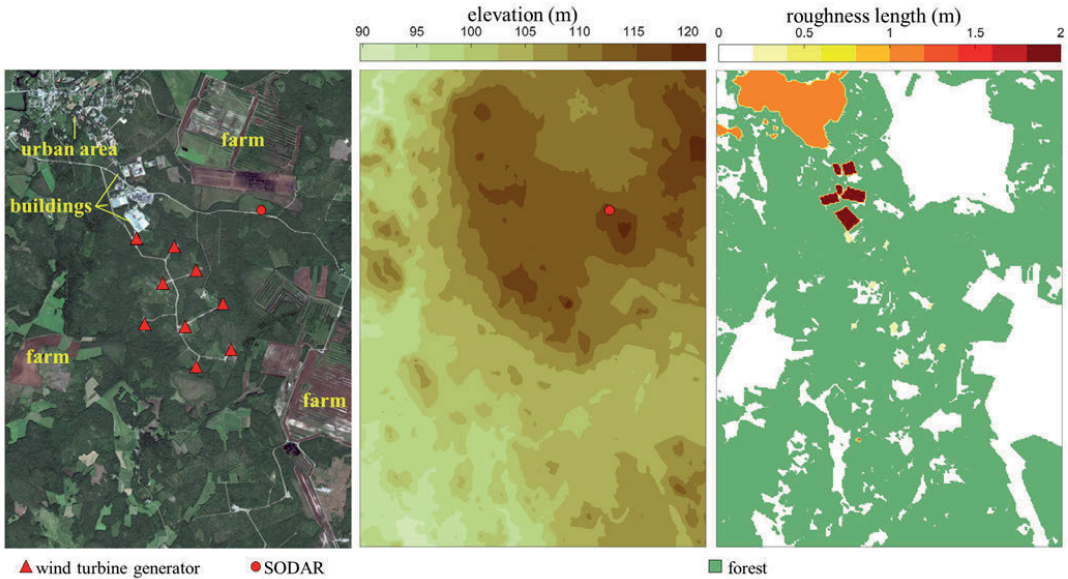 elevation (m)
90 95 100 105 110 115 120
roughness length (m)
0 0.5 1 1.5 2
urban area
farm
buildings
farm
farm
wind turbine generator
SODAR
forest